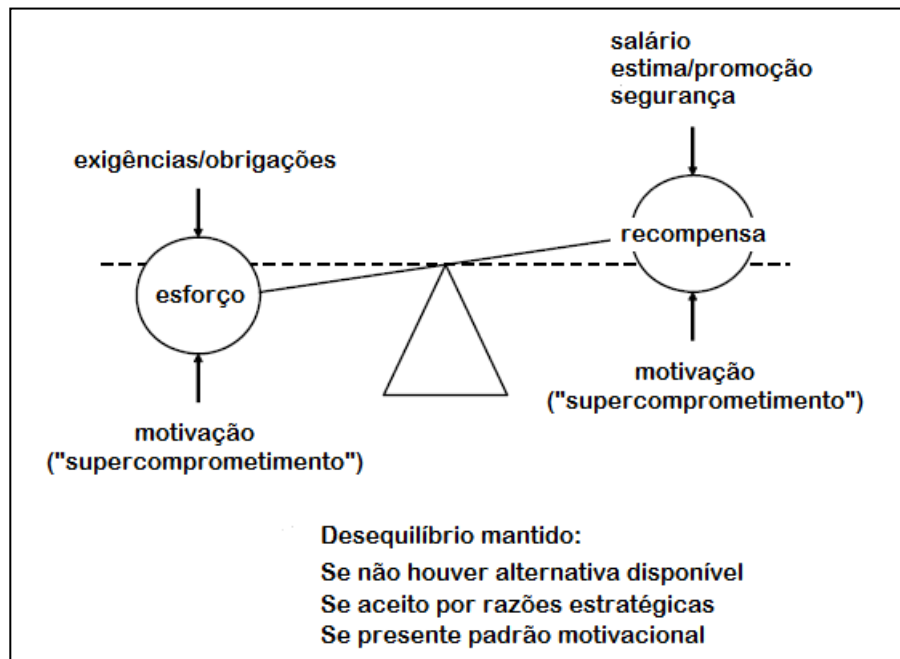 salário
estima/promoção
segurança
exigências/obrigações
recompensa
esforço
motivação
("supercomprometimento")
motivação
("supercomprometimento")
Desequilíbrio mantido:
Se não houver alternativa disponível
Se aceito por razões estratégicas
Se presente padrão motivacional